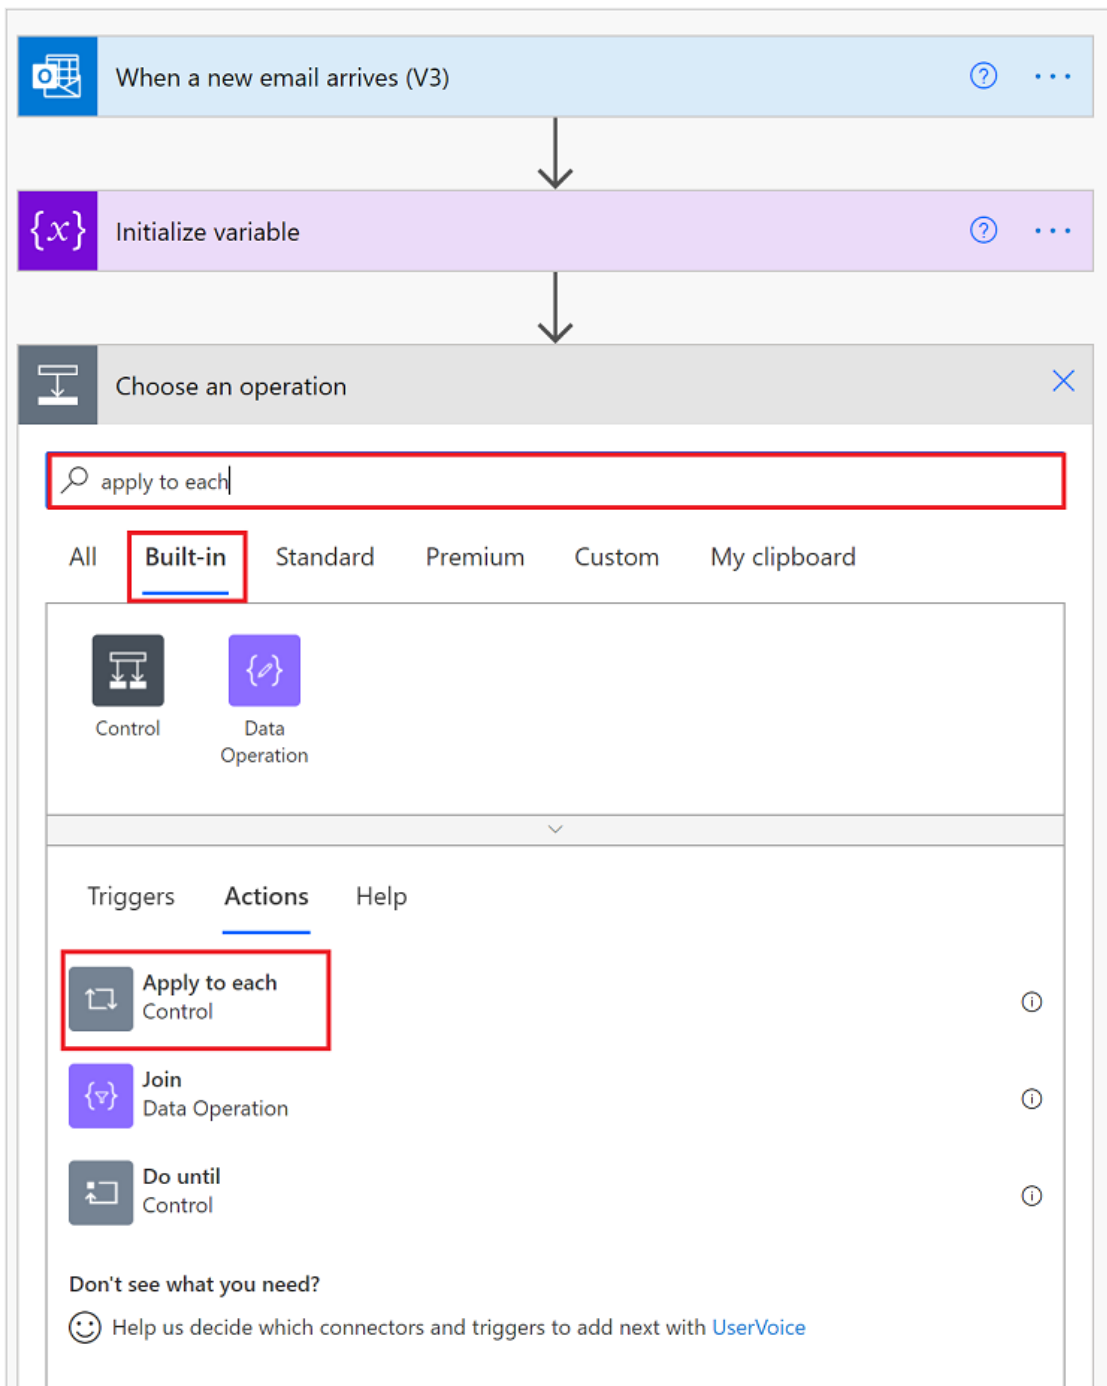 When a new email arrives (V3)
{x} Initialize variable
Choose an operation
apply to each
All Built-in Standard Premium Custom My clipboard
Control Data
Operation
Triggers Actions Help
Apply to each
Control
Join
Data Operation
Do until
Control
Don't see what you need?
Help us decide which connectors and triggers to add next with UserVoice